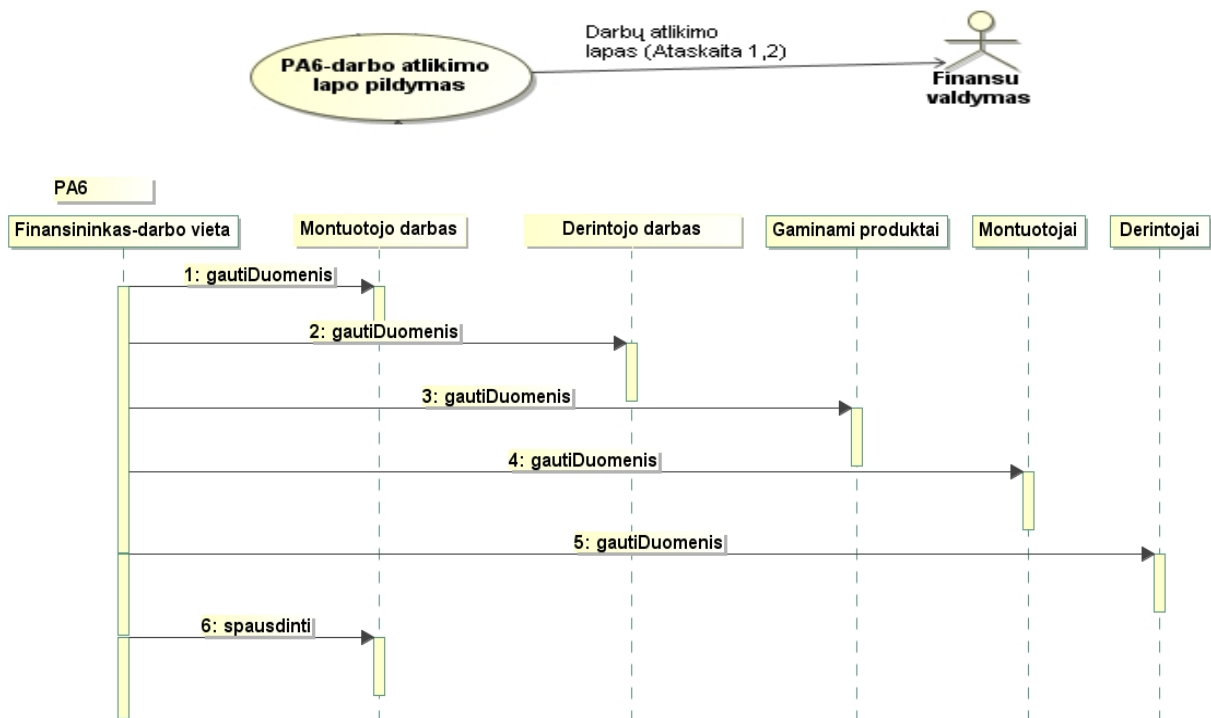 Darbų atlikimo
lapas (Ataskaita 1,2)
PA6-darbo atlikimo
lapo pildymas
Finansu
valdymas
PA6
Finansininkas-darbo vieta
Montuotojo darbas
Derintojo darbas
Gaminami produktai
Montuotojai
Derintojai
1: gautiDuomenis
2: gautiDuomenis
3: gautiDuomenis
4: gautiDuomenis
5: gautiDuomenis
6: spausdinti